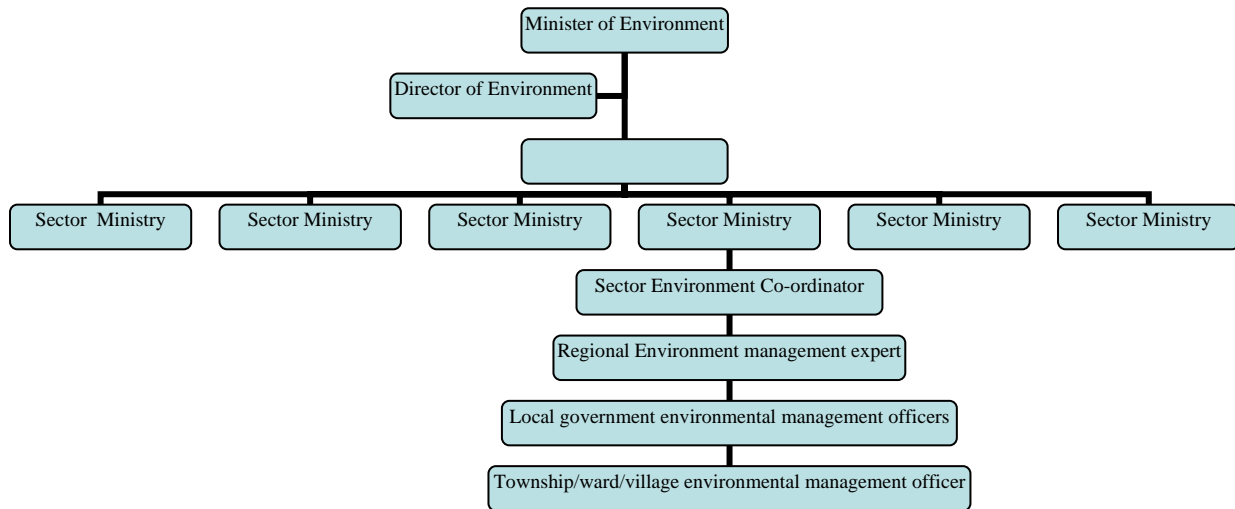 Minister of Environment
Director of Environment
Sector Ministry
Sector Ministry
Sector Ministry
Sector Ministry
Sector Ministry
Sector Ministry
Sector Environment Co-ordinator
Regional Environment management expert
Local government environmental management officers
Township/ward/village environmental management officer